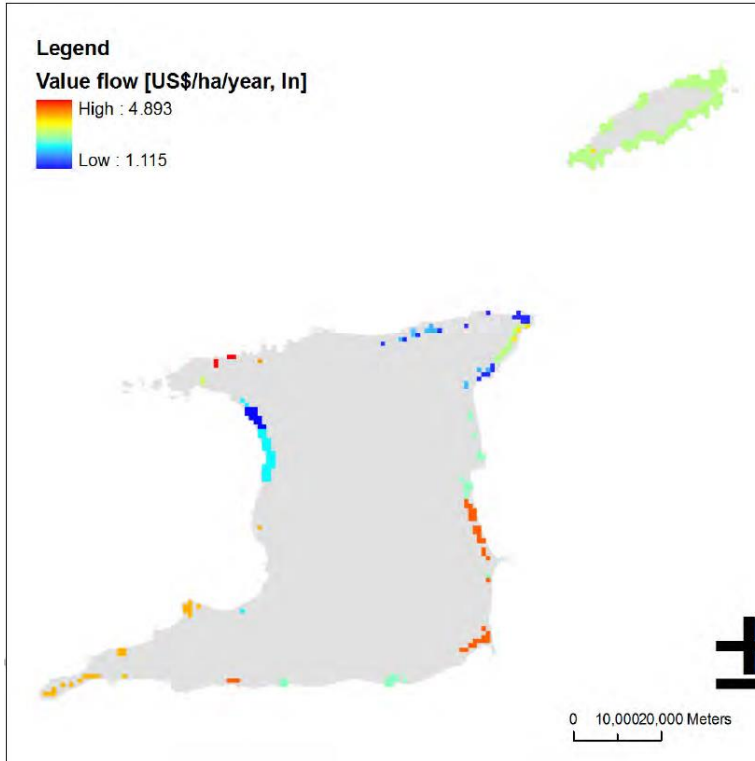 Legend
Value flow [US$/ha/year, ln]
High : 4.893
Low : 1.115
0 10,00020,000 Meters